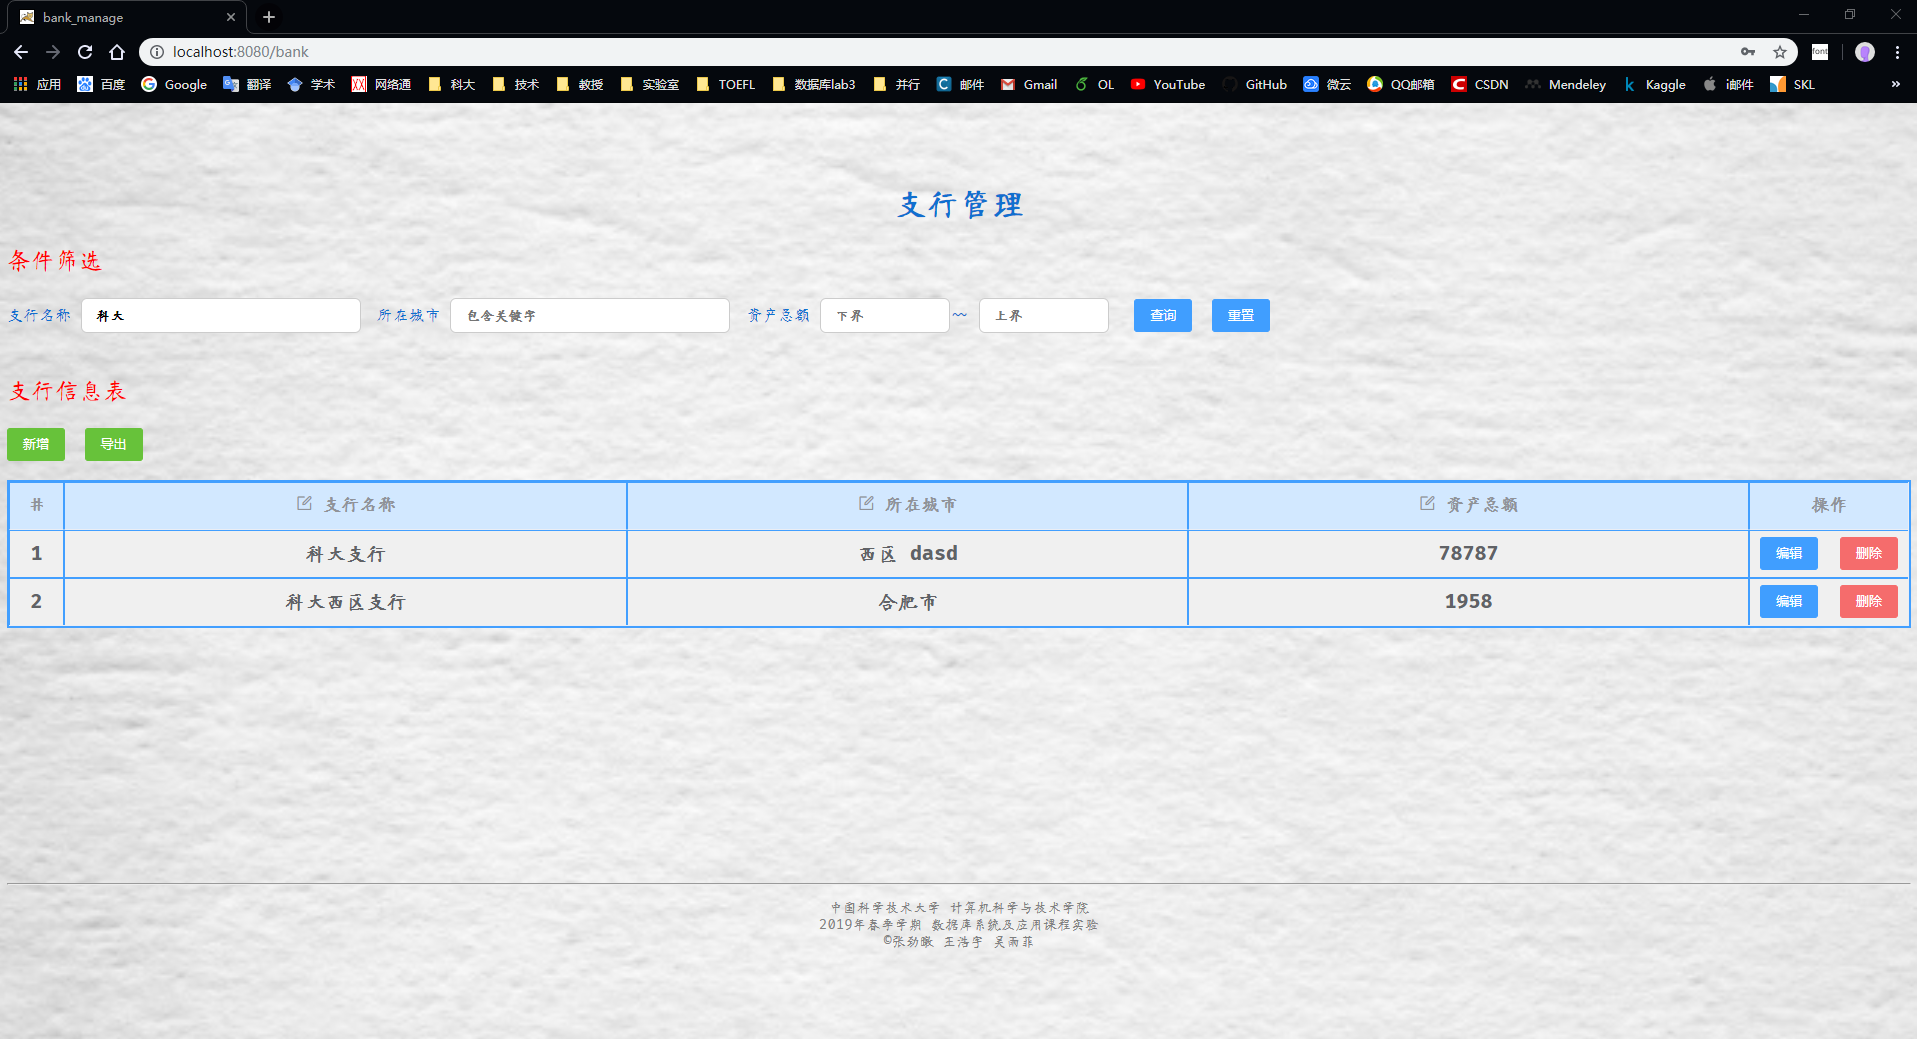 bank_manage
localhost:8080/bank
font
应用 百度 Google 翻译 学术 网络通 科大 技术 教授 实验室 TOEFL 数据库lab3 并行 邮件 Gmail OL YouTube GitHub 微云 QQ邮箱 CSDN Mendeley Kaggle i邮件 SKL »
支行管理
条件筛选
支行名称 科大 所在城市 包含关键字 资产总额 下界 ~ 上界 查询 重置
支行信息表
新增 导出
# 支行名称 所在城市 资产总额 操作
1 科大支行 西区 dasd 78787 编辑 删除
2 科大西区支行 合肥市 1958 编辑 删除
中国科学技术大学 计算机科学与技术学院
2019年春季学期 数据库系统及应用课程实验
©张劲暾 王浩宇 吴雨菲